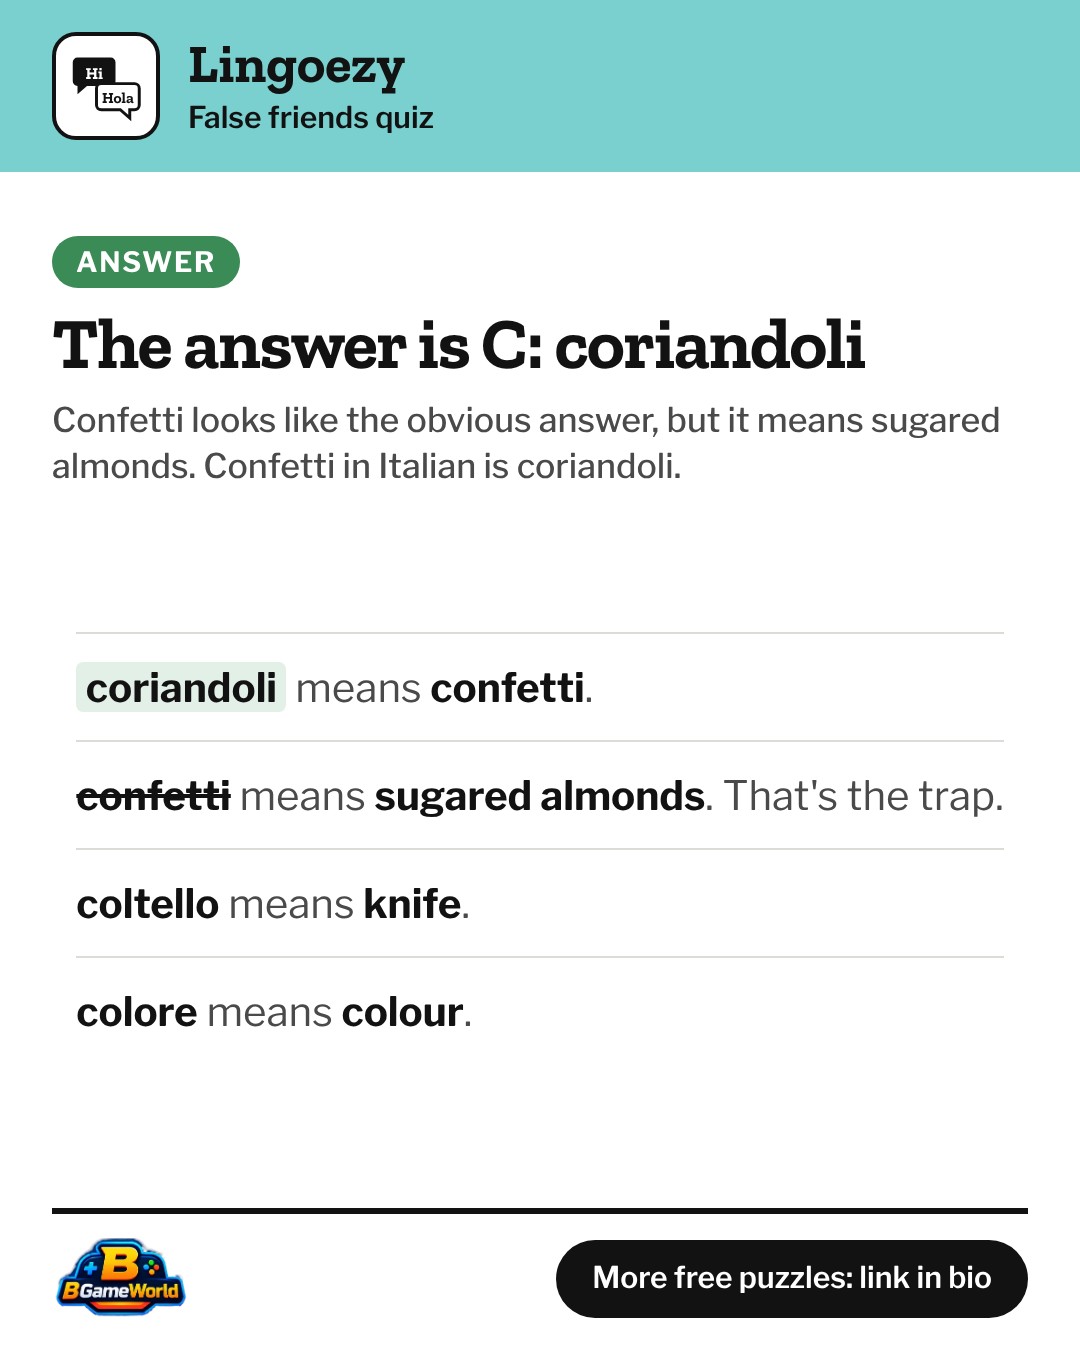 Hi
Hola
Lingoezy
False friends quiz
ANSWER
The answer is C: coriandoli
Confetti looks like the obvious answer, but it means sugared
almonds. Confetti in Italian is coriandoli.
coriandoli means confetti.
confetti means sugared almonds. That's the trap.
coltello means knife.
colore means colour.
B
BGameWorld
More free puzzles: link in bio